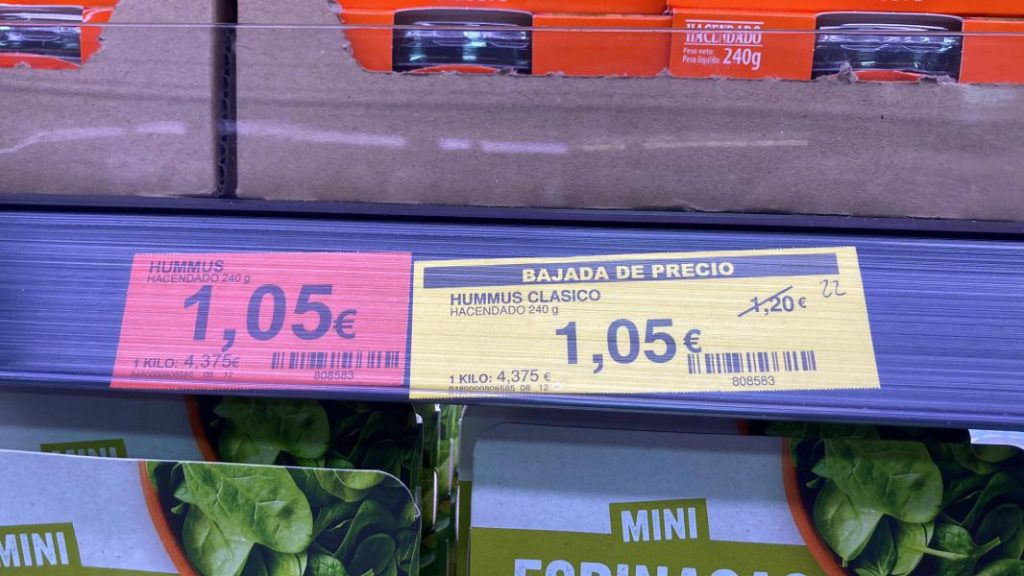 HACENDADO
Peso neto:
Peso líquido: 240g
HUMMUS
HACENDADO 240 g
1,05€
1 KILO: 4,375€
808583
BAJADA DE PRECIO
HUMMUS CLASICO
HACENDADO 240 g
1,20 €
22
1,05 €
1 KILO: 4,375 €
808583
MINI
MINI